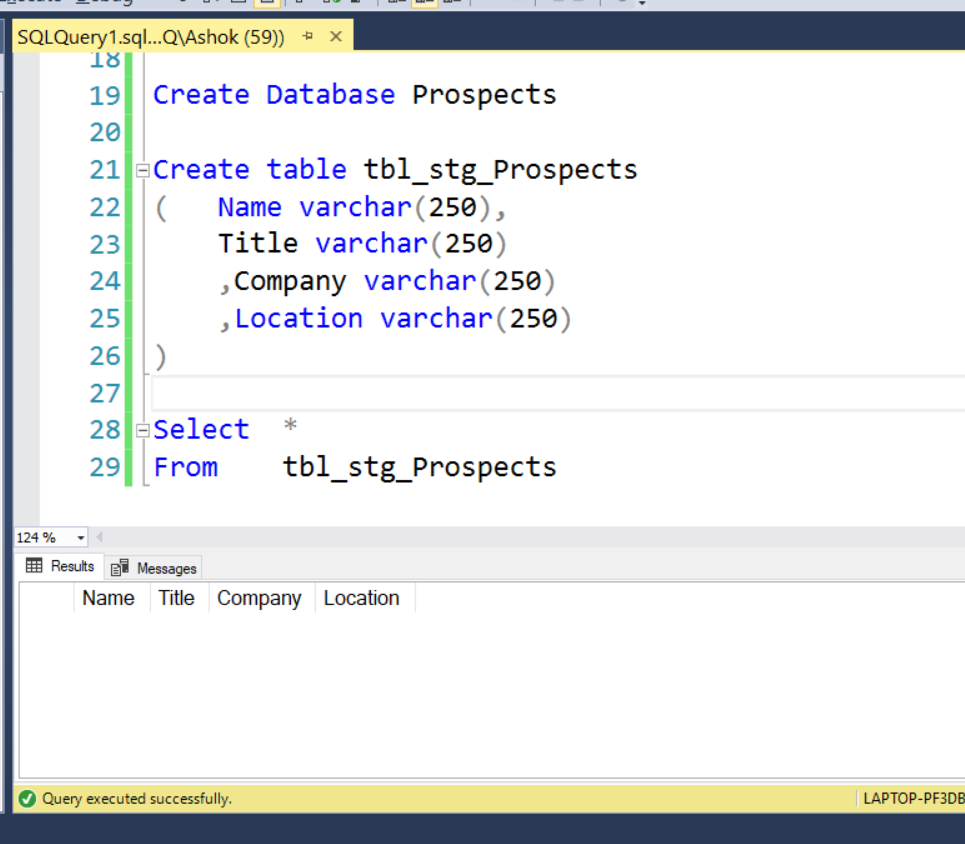 SQLQuery1.sql...Q\Ashok (59))
18
19 Create Database Prospects
20
21 Create table tbl_stg_Prospects
22 ( Name varchar(250),
23 Title varchar(250)
24 ,Company varchar(250)
25 ,Location varchar(250)
26 )
27
28 Select *
29 From tbl_stg_Prospects
124 %
Results Messages
Name Title Company Location
Query executed successfully. LAPTOP-PF3DB